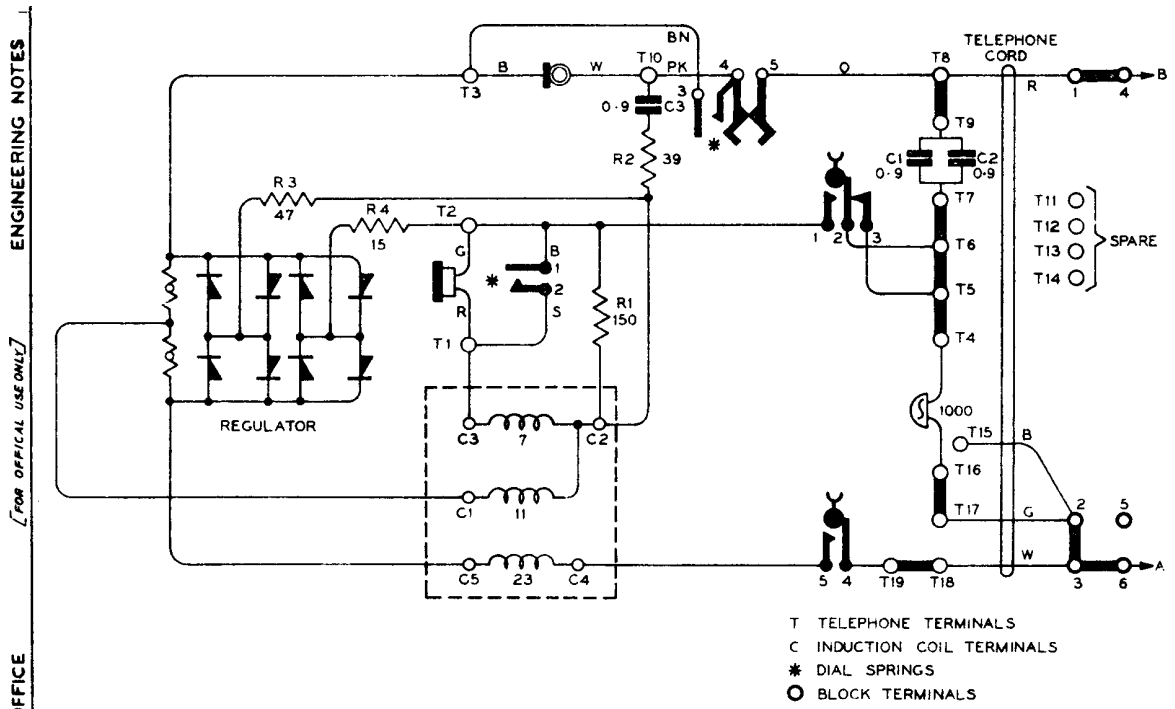 ENGINEERING NOTES
[FOR OFFICAL USE ONLY]
OFFICE
TELEPHONE
CORD
BN
T3
B
W
T10
PK
4
5
O
T8
R
1
4
B
3
0·9
C3
T9
R2
39
C1
0·9
C2
0·9
R3
47
R4
15
T2
T7
T11
T12
T13
T14
SPARE
G
B
1
2
S
1
2
3
T6
T5
R
R1
150
T1
T4
REGULATOR
1000
C3
7
C2
T15
B
T16
C1
11
T17
G
2
5
C5
23
C4
5
4
T19
T18
W
3
6
A
T TELEPHONE TERMINALS
C INDUCTION COIL TERMINALS
* DIAL SPRINGS
O BLOCK TERMINALS